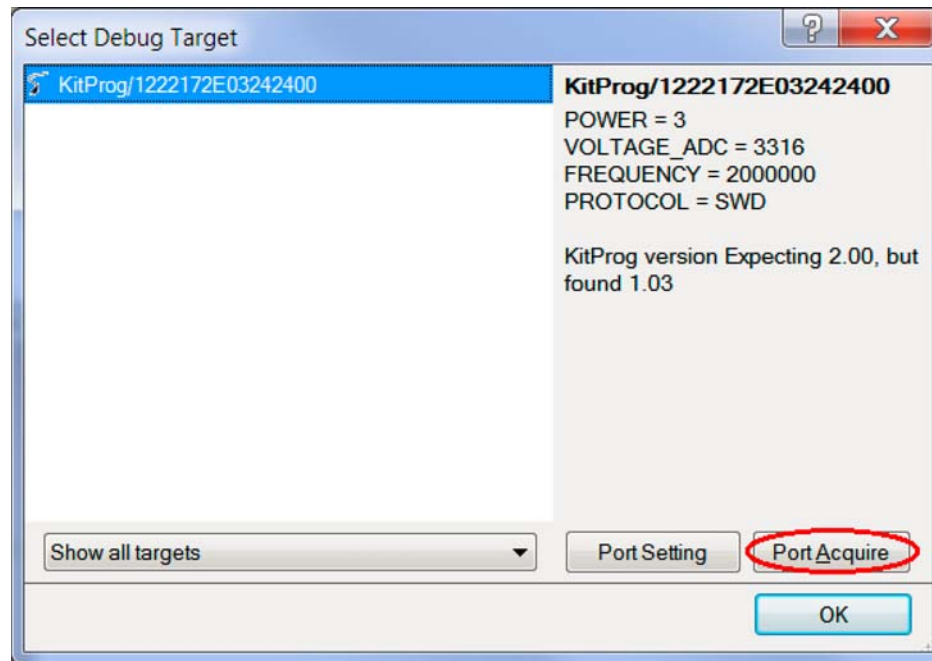 Select Debug Target
KitProg/1222172E03242400
KitProg/1222172E03242400
POWER = 3
VOLTAGE_ADC = 3316
FREQUENCY = 2000000
PROTOCOL = SWD
KitProg version Expecting 2.00, but
found 1.03
Show all targets
Port Setting
Port Acquire
OK